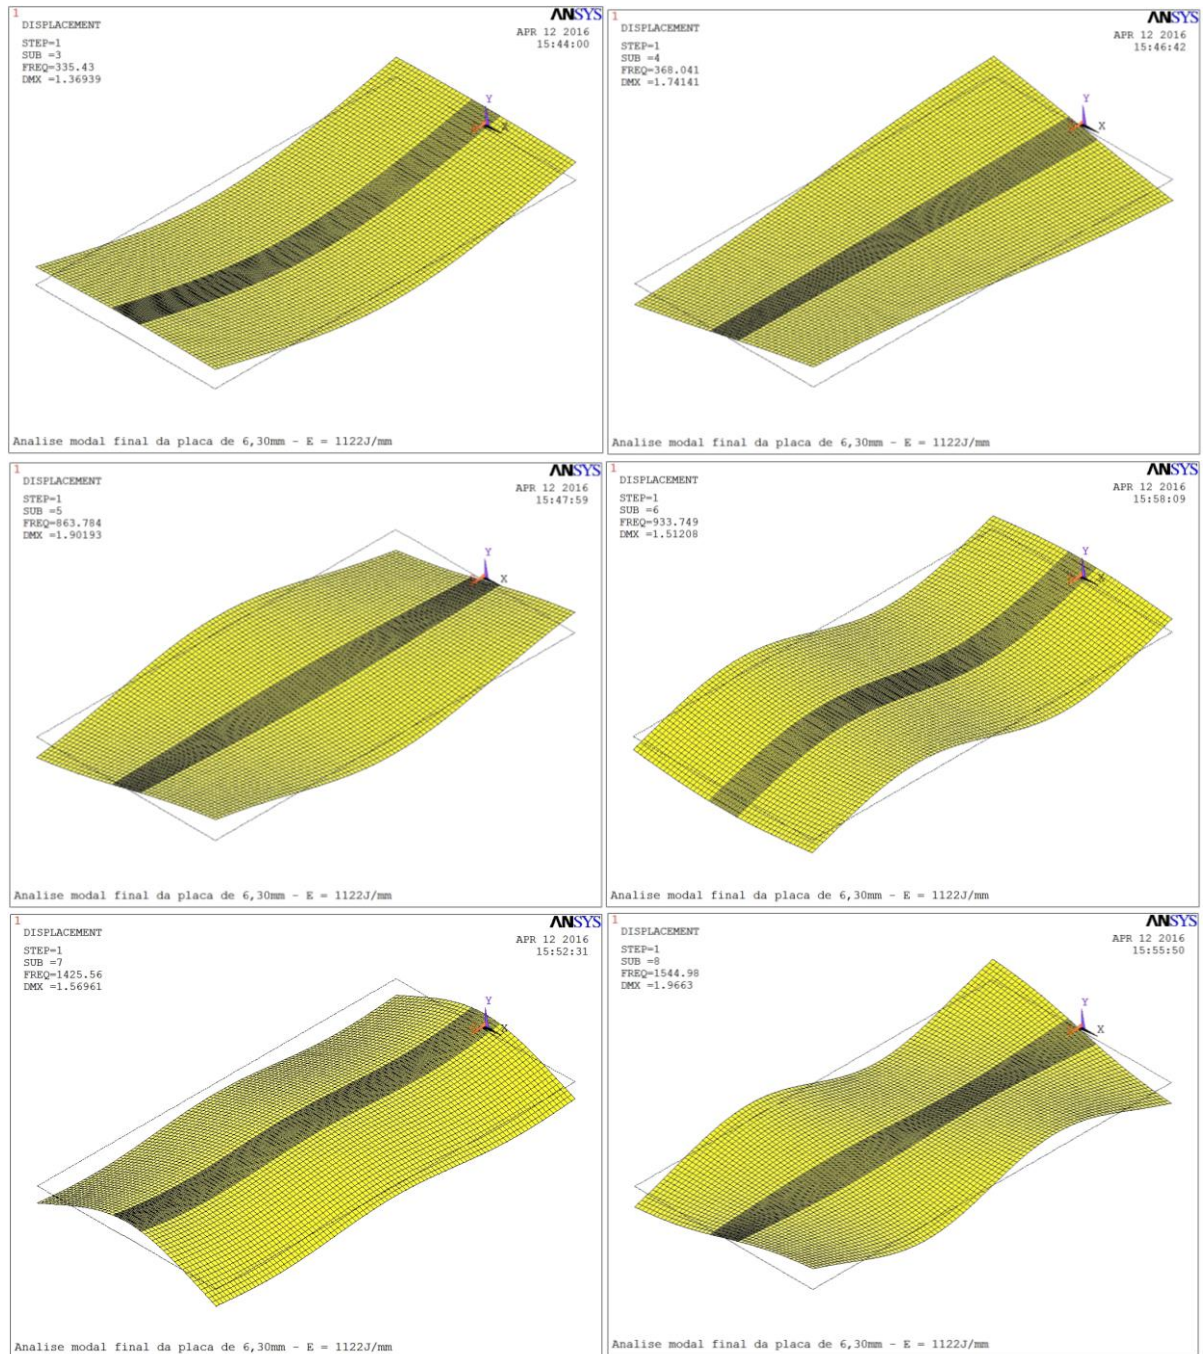 1
ANSYS
DISPLACEMENT
APR 12 2016
15:44:00
STEP=1
SUB =3
FREQ=335.43
DMX =1.36939
Y
X
Analise modal final da placa de 6,30mm - E = 1122J/mm
1
ANSYS
DISPLACEMENT
APR 12 2016
15:46:42
STEP=1
SUB =4
FREQ=368.041
DMX =1.74141
Y
X
Analise modal final da placa de 6,30mm - E = 1122J/mm
1
ANSYS
DISPLACEMENT
APR 12 2016
15:47:59
STEP=1
SUB =5
FREQ=863.784
DMX =1.90193
Y
X
Analise modal final da placa de 6,30mm - E = 1122J/mm
1
ANSYS
DISPLACEMENT
APR 12 2016
15:58:09
STEP=1
SUB =6
FREQ=933.749
DMX =1.51208
Y
X
Analise modal final da placa de 6,30mm - E = 1122J/mm
1
ANSYS
DISPLACEMENT
APR 12 2016
15:52:31
STEP=1
SUB =7
FREQ=1425.56
DMX =1.56961
Y
X
Analise modal final da placa de 6,30mm - E = 1122J/mm
1
ANSYS
DISPLACEMENT
APR 12 2016
15:55:50
STEP=1
SUB =8
FREQ=1544.98
DMX =1.9663
Y
X
Analise modal final da placa de 6,30mm - E = 1122J/mm